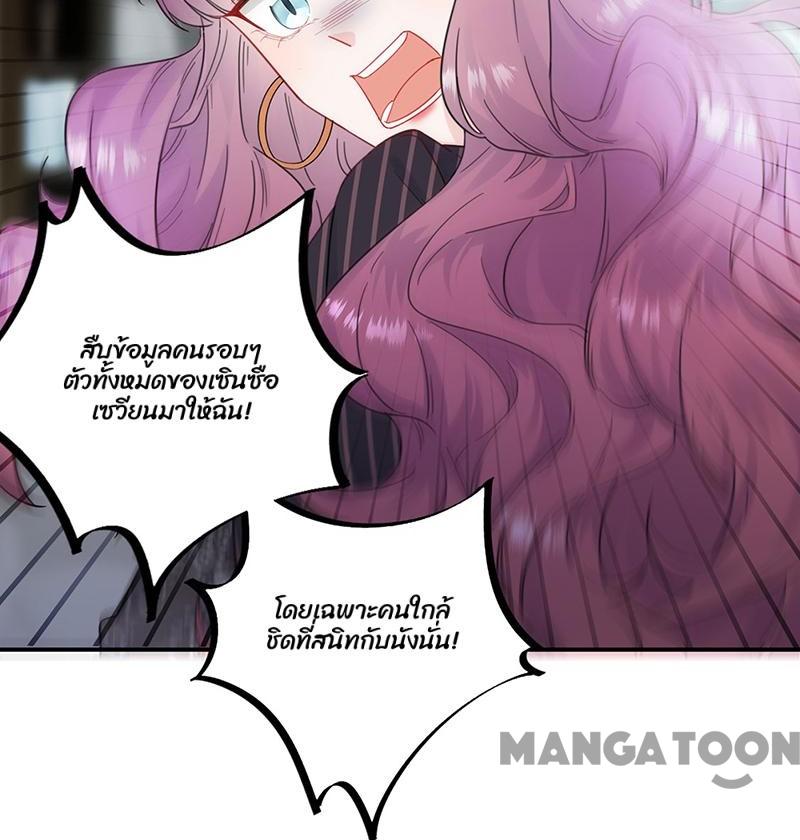 สืบข้อมูลคนรอบๆ
ตัวทั้งหมดของเซินซือ
เซวียนมาให้ฉัน!
โดยเฉพาะคนใกล้
ชิดที่สนิทกับนังนั่น!
MANGATOON